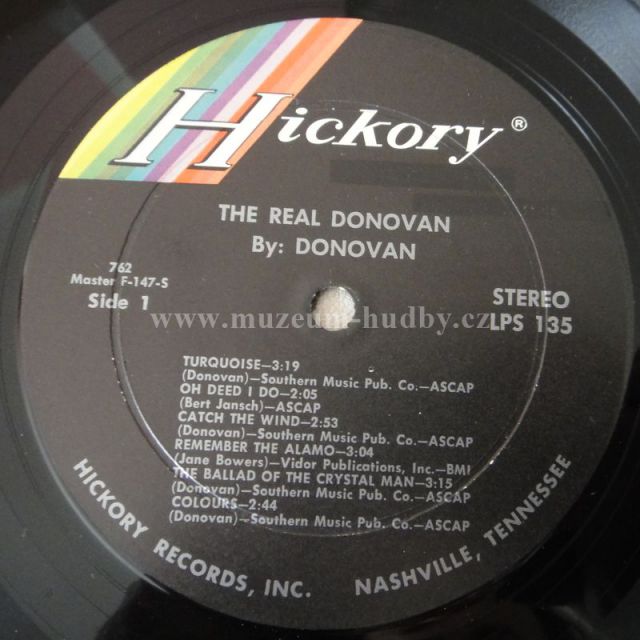 Hickory®
THE REAL DONOVAN
By: DONOVAN
762
Master F-147-S
Side 1
STEREO
LPS 135
www.muzeum-hudby.cz
TURQUOISE—3:19
(Donovan)—Southern Music Pub. Co.—ASCAP
OH DEED I DO—2:05
(Bert Jansch)—ASCAP
CATCH THE WIND—2:53
(Donovan)—Southern Music Pub. Co.—ASCAP
REMEMBER THE ALAMO—3:04
(Jane Bowers)—Vidor Publications, Inc.—BMI
THE BALLAD OF THE CRYSTAL MAN—3:15
(Donovan)—Southern Music Pub. Co.—ASCAP
COLOURS—2:44
(Donovan)—Southern Music Pub. Co.—ASCAP
HICKORY RECORDS, INC. NASHVILLE, TENNESSEE